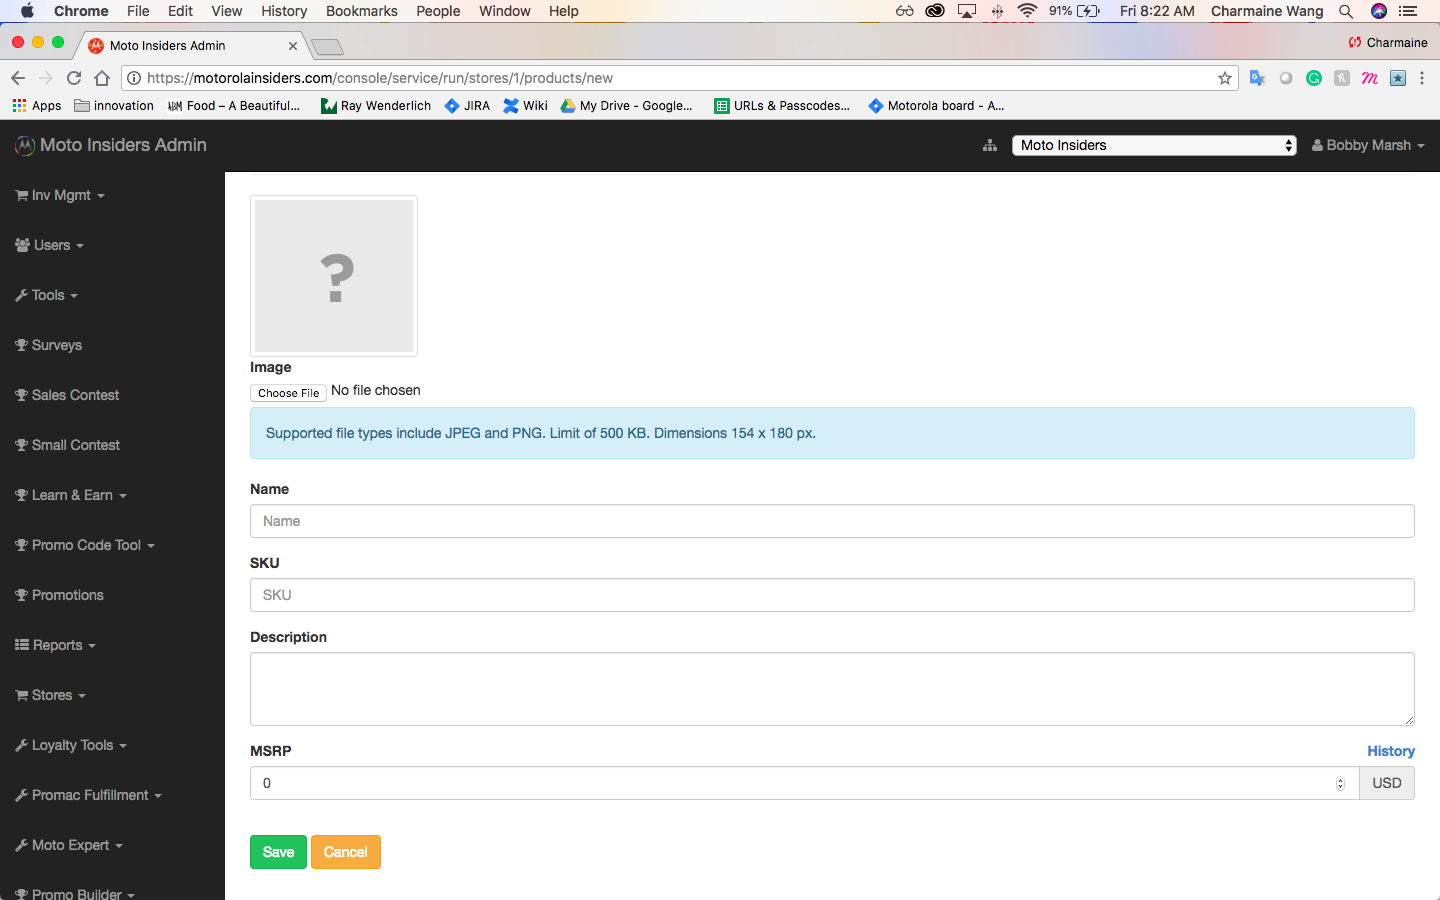 Chrome File Edit View History Bookmarks People Window Help 91% Fri 8:22 AM Charmaine Wang
Moto Insiders Admin Charmaine
https://motorolainsiders.com/console/service/run/stores/1/products/new
Apps innovation ABM Food – A Beautiful... Ray Wenderlich JIRA Wiki My Drive - Google... URLs & Passcodes... Motorola board - A...
Moto Insiders Admin Moto Insiders Bobby Marsh
Inv Mgmt
Users
Tools
Surveys
Sales Contest
Small Contest
Learn & Earn
Promo Code Tool
Promotions
Reports
Stores
Loyalty Tools
Promac Fulfillment
Moto Expert
Promo Builder
?
Image
Choose File No file chosen
Supported file types include JPEG and PNG. Limit of 500 KB. Dimensions 154 x 180 px.
Name
Name
SKU
SKU
Description
MSRP History
0 USD
Save Cancel